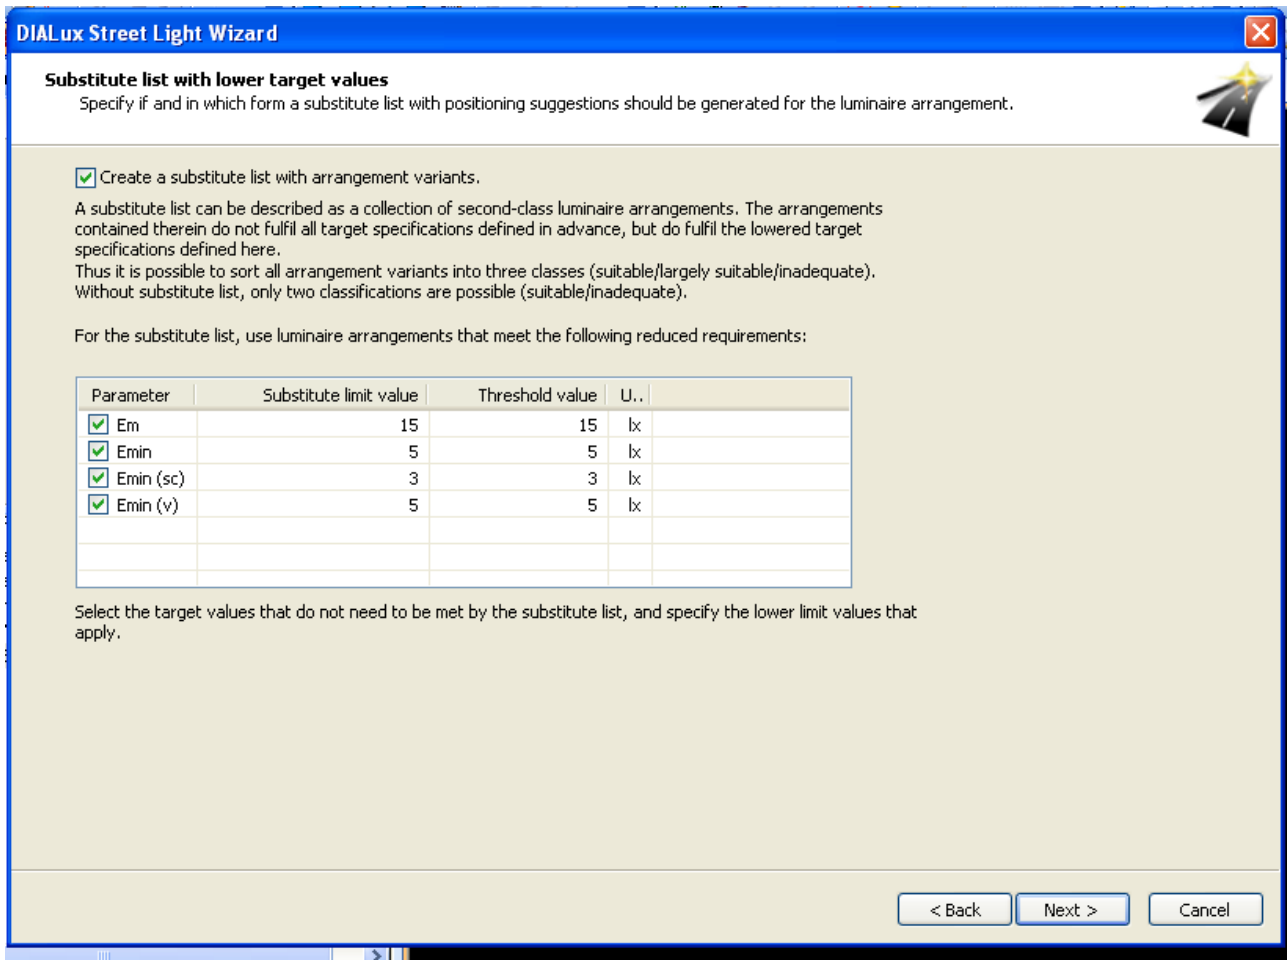 DIALux Street Light Wizard
Substitute list with lower target values
Specify if and in which form a substitute list with positioning suggestions should be generated for the luminaire arrangement.
Create a substitute list with arrangement variants.
A substitute list can be described as a collection of second-class luminaire arrangements. The arrangements
contained therein do not fulfil all target specifications defined in advance, but do fulfil the lowered target
specifications defined here.
Thus it is possible to sort all arrangement variants into three classes (suitable/largely suitable/inadequate).
Without substitute list, only two classifications are possible (suitable/inadequate).
For the substitute list, use luminaire arrangements that meet the following reduced requirements:
Parameter Substitute limit value Threshold value U..
Em 15 15 lx
Emin 5 5 lx
Emin (sc) 3 3 lx
Emin (v) 5 5 lx
Select the target values that do not need to be met by the substitute list, and specify the lower limit values that
apply.
< Back Next > Cancel